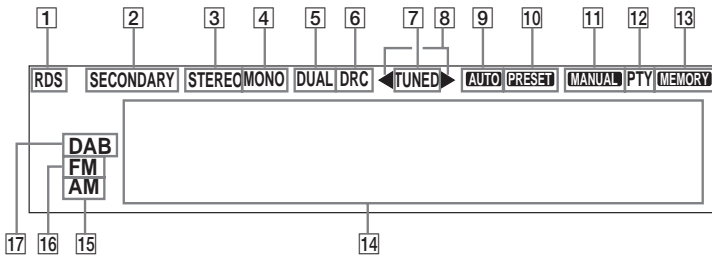 1 2 3 4 5 6 7 8 9 10 11 12 13
RDS SECONDARY STEREO MONO DUAL DRC ◀TUNED▶ AUTO PRESET MANUAL PTY MEMORY
DAB
FM
AM
17 16 15 14